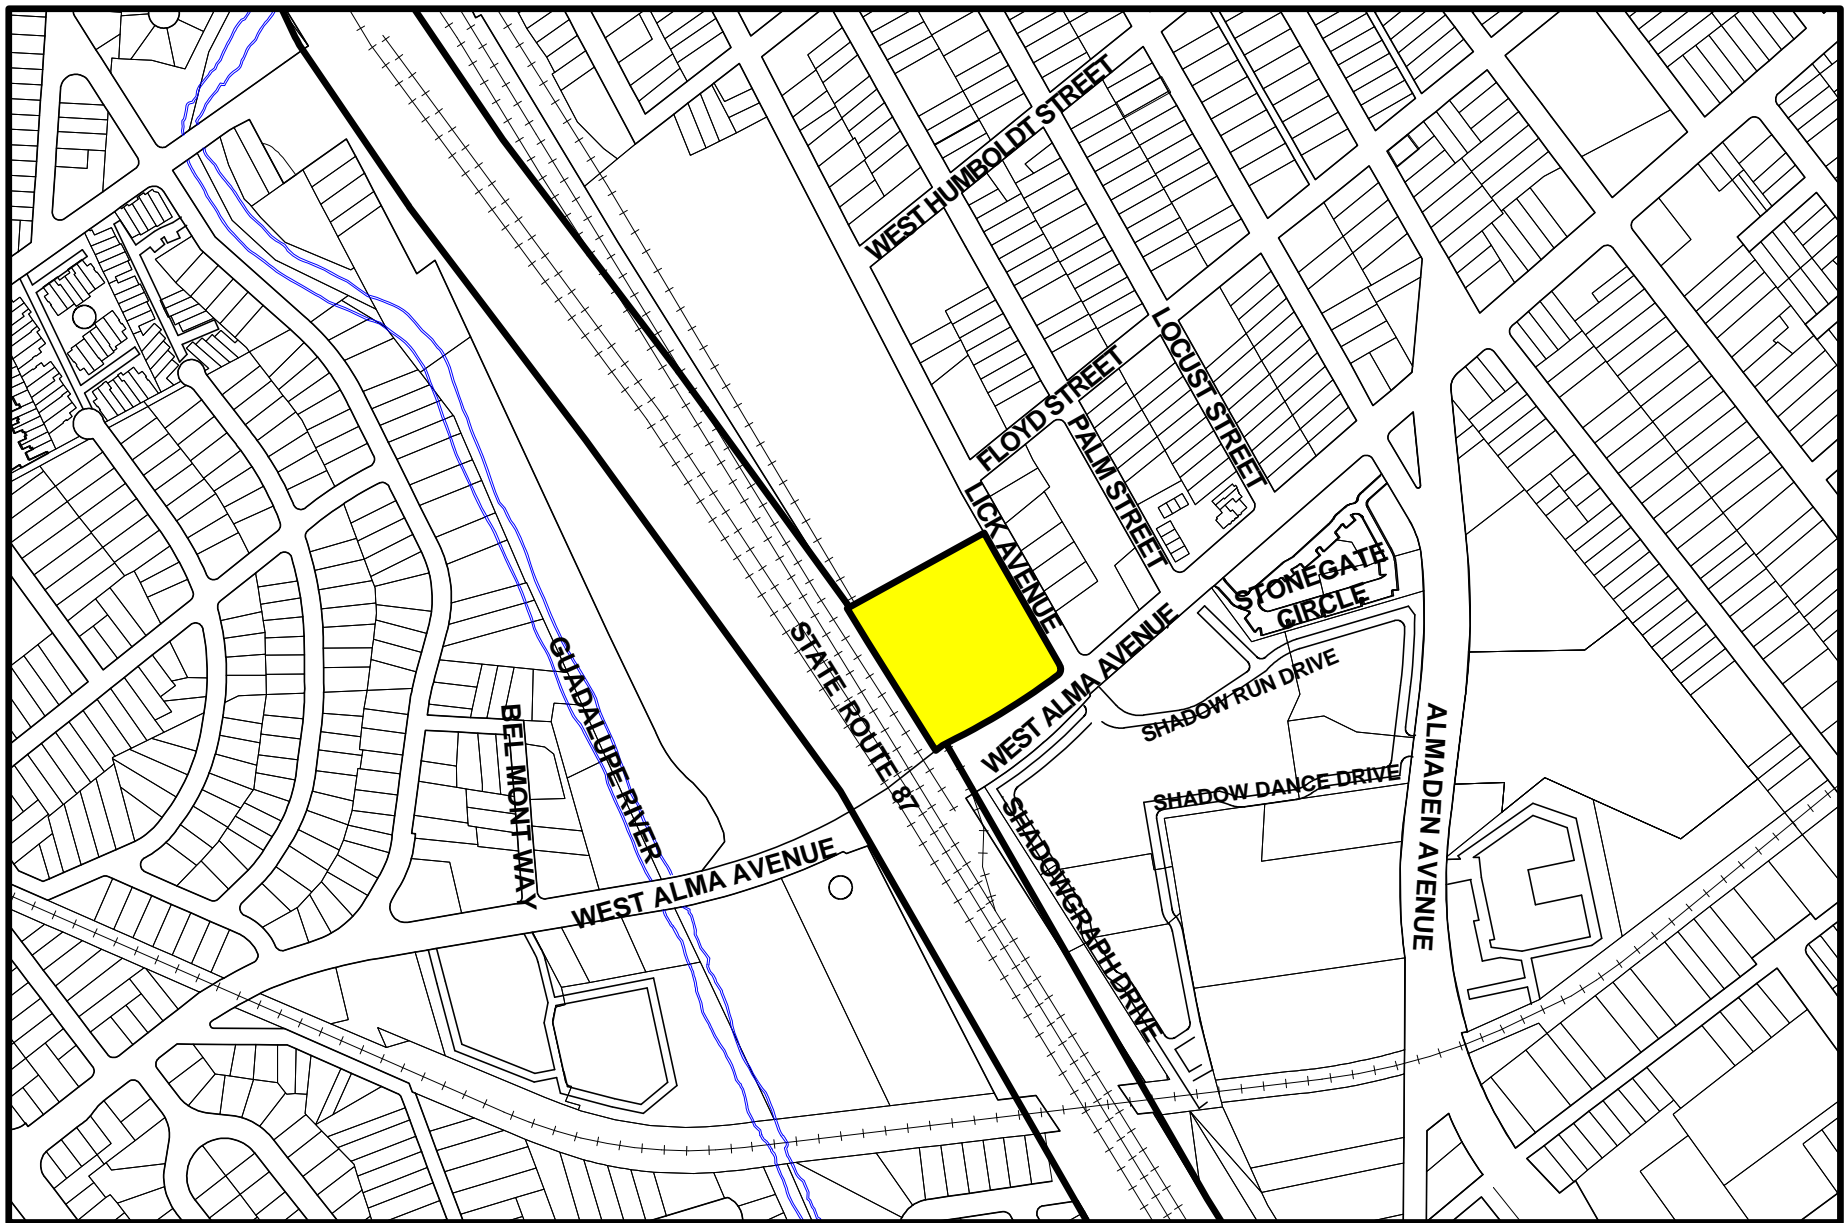 WEST HUMBOLDT STREET
LOCUST STREET
FLOYD STREET
PALM STREET
LICK AVENUE
STONEGATE
CIRCLE
WEST ALMA AVENUE
SHADOW RUN DRIVE
STATE ROUTE 87
GUADALUPE RIVER
BEL MONT WAY
ALMADEN AVENUE
SHADOW DANCE DRIVE
SHADOWGRAPH DRIVE
WEST ALMA AVENUE